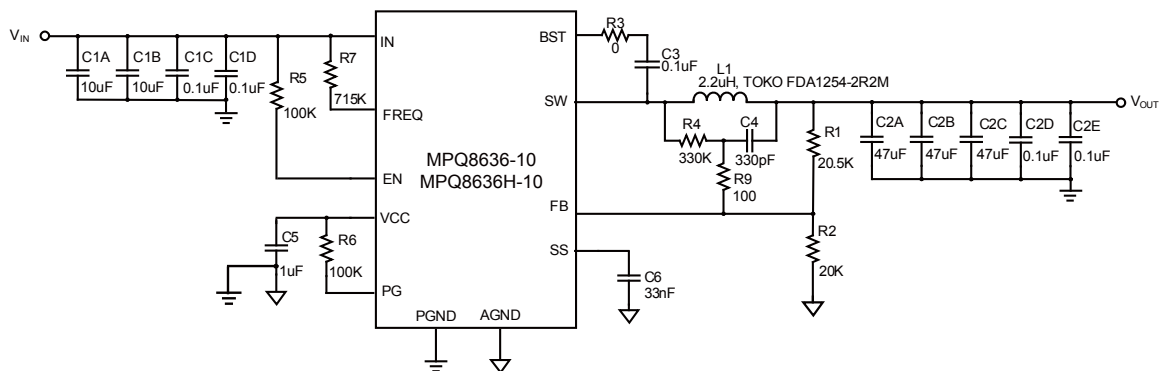 VIN
C1A
10uF
C1B
10uF
C1C
0.1uF
C1D
0.1uF
R5
100K
R7
715K
IN
FREQ
EN
VCC
PG
PGND
AGND
MPQ8636-10
MPQ8636H-10
BST
SW
FB
SS
C5
1uF
R6
100K
R3
0
C3
0.1uF
L1
2.2uH, TOKO FDA1254-2R2M
R4
330K
C4
330pF
R9
100
R1
20.5K
R2
20K
C6
33nF
C2A
47uF
C2B
47uF
C2C
47uF
C2D
0.1uF
C2E
0.1uF
VOUT